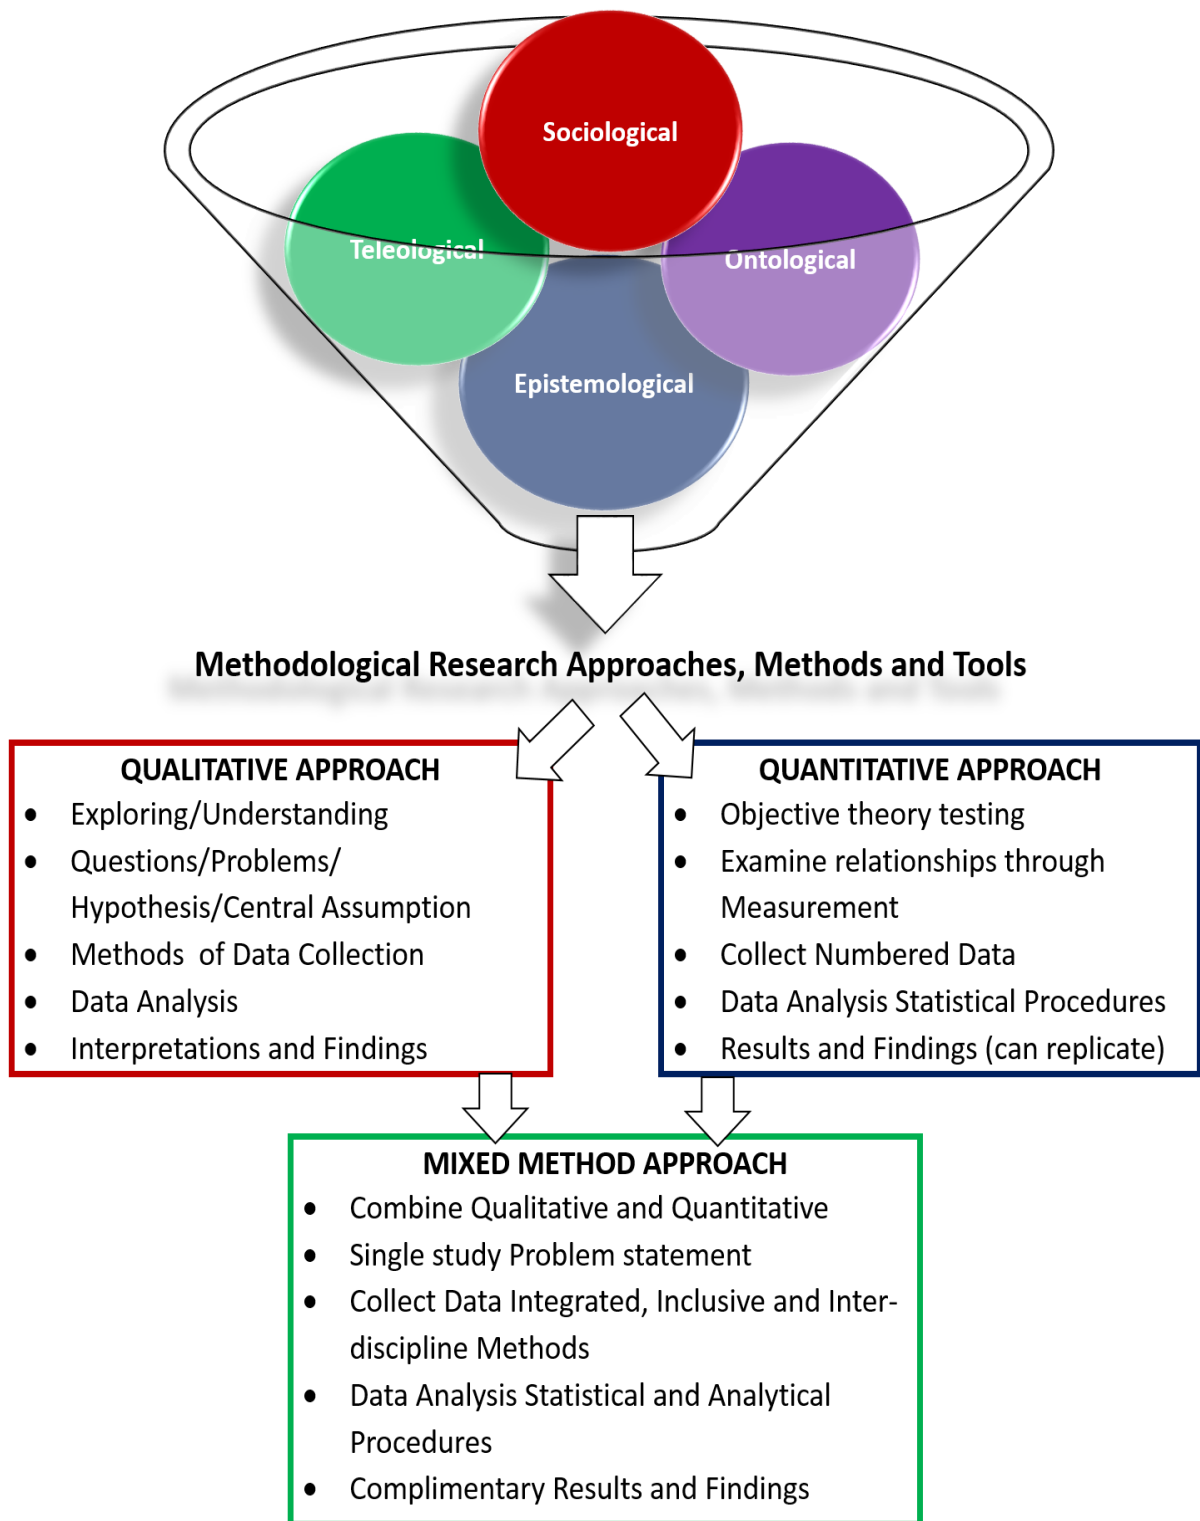 Sociological
Teleological
Ontological
Epistemological
Methodological Research Approaches, Methods and Tools
QUALITATIVE APPROACH
• Exploring/Understanding
• Questions/Problems/
Hypothesis/Central Assumption
• Methods of Data Collection
• Data Analysis
• Interpretations and Findings
QUANTITATIVE APPROACH
• Objective theory testing
• Examine relationships through
Measurement
• Collect Numbered Data
• Data Analysis Statistical Procedures
• Results and Findings (can replicate)
MIXED METHOD APPROACH
• Combine Qualitative and Quantitative
• Single study Problem statement
• Collect Data Integrated, Inclusive and Inter-
discipline Methods
• Data Analysis Statistical and Analytical
Procedures
• Complimentary Results and Findings